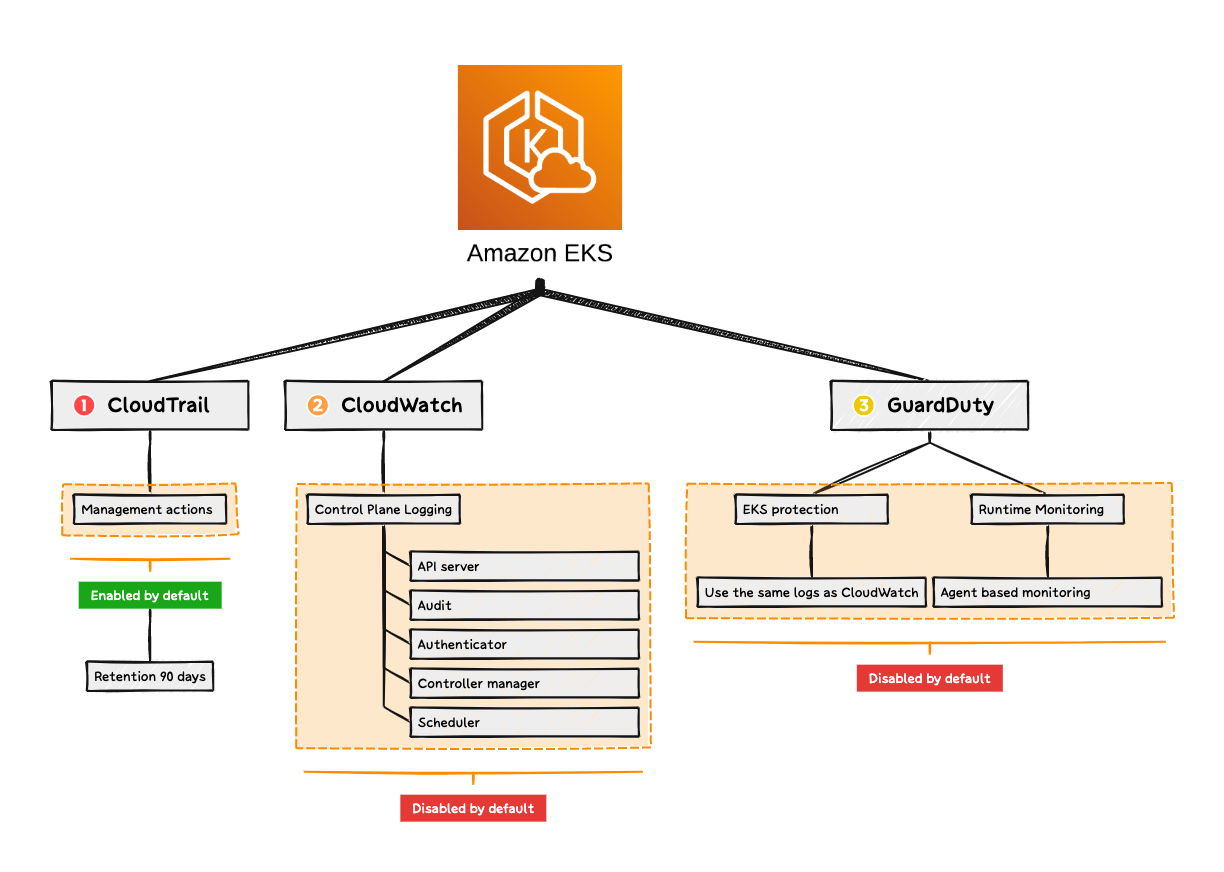 K
Amazon EKS
1 CloudTrail
2 CloudWatch
3 GuardDuty
Management actions
Enabled by default
Retention 90 days
Control Plane Logging
API server
Audit
Authenticator
Controller manager
Scheduler
Disabled by default
EKS protection
Runtime Monitoring
Use the same logs as CloudWatch
Agent based monitoring
Disabled by default